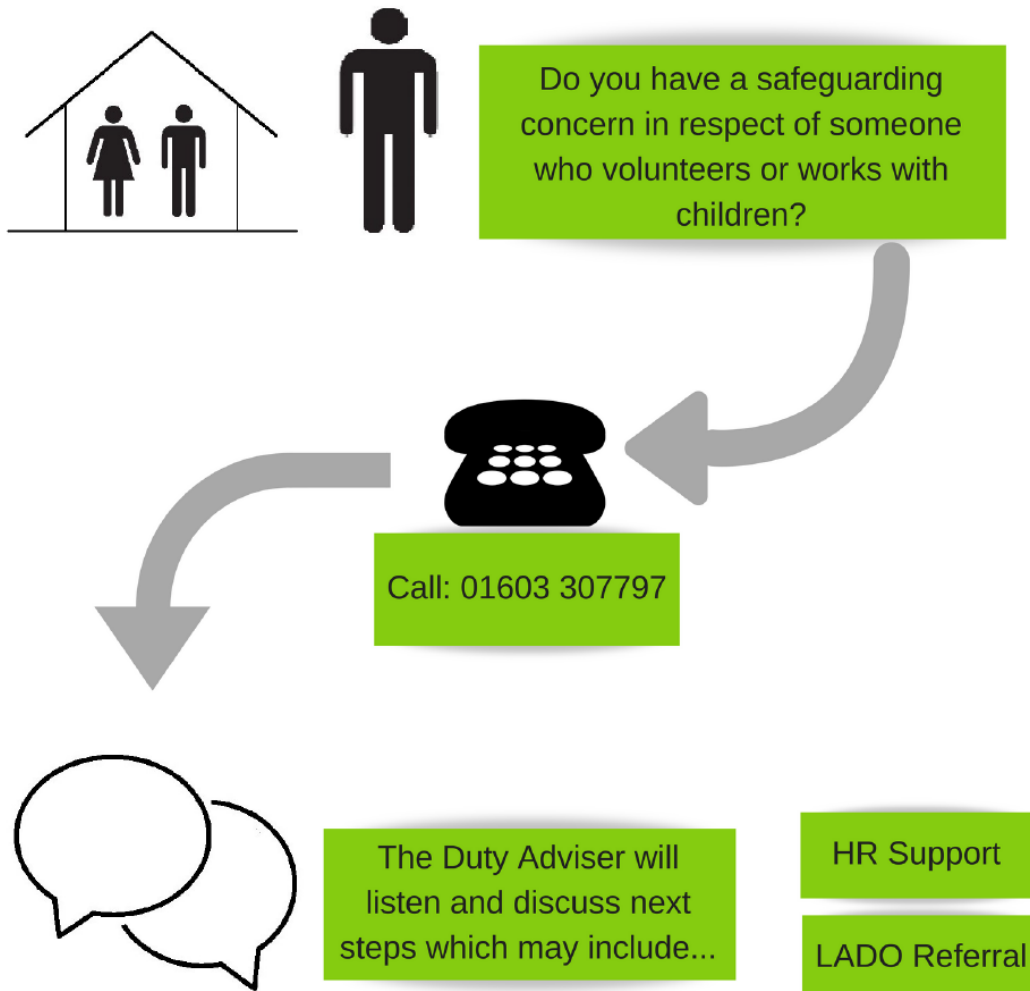 Do you have a safeguarding
concern in respect of someone
who volunteers or works with
children?
Call: 01603 307797
The Duty Adviser will
listen and discuss next
steps which may include...
HR Support
LADO Referral